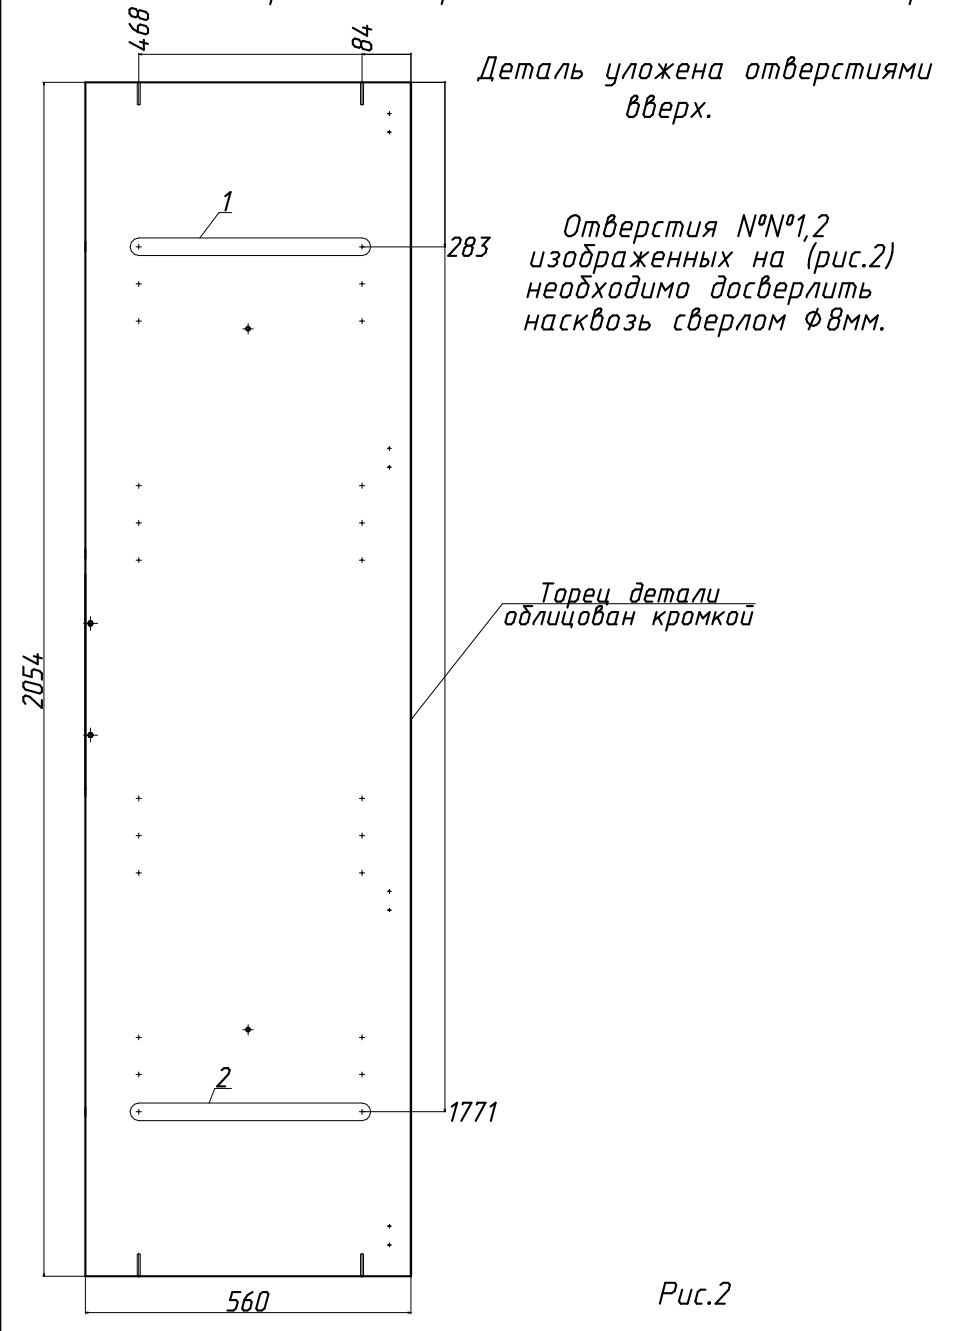 468
84
Деталь уложена отверстиями
вверх.
1
283
Отверстия №№1,2
изображенных на (рис.2)
необходимо досверлить
насквозь сверлом Ф8мм.
Торец детали
облицован кромкой
2054
2
1771
560
Рис.2